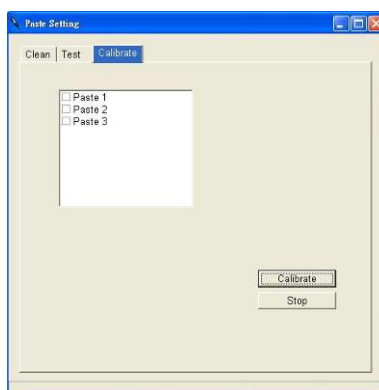 Paste Setting
Clean Test Calibrate
Paste 1
Paste 2
Paste 3
Calibrate
Stop